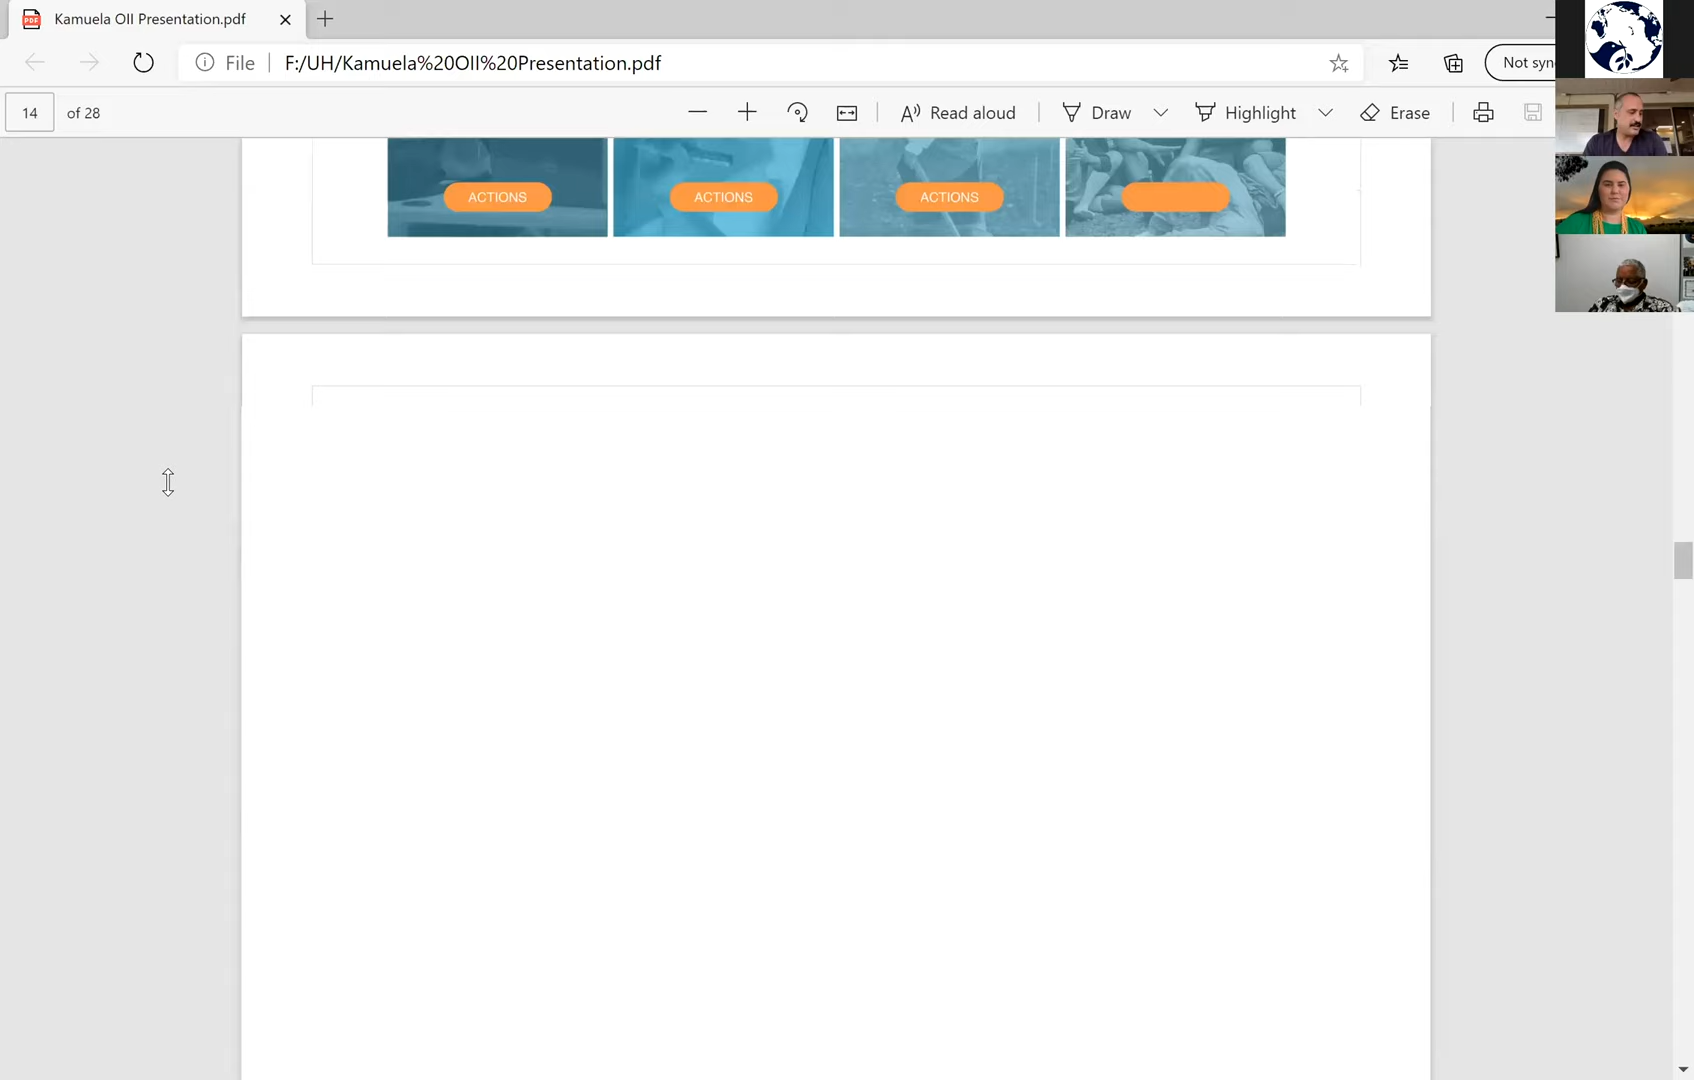 Kamuela OII Presentation.pdf
File
F:/UH/Kamuela%20OII%20Presentation.pdf
Not syn
14 of 28
Read aloud
Draw
Highlight
Erase
ACTIONS
ACTIONS
ACTIONS